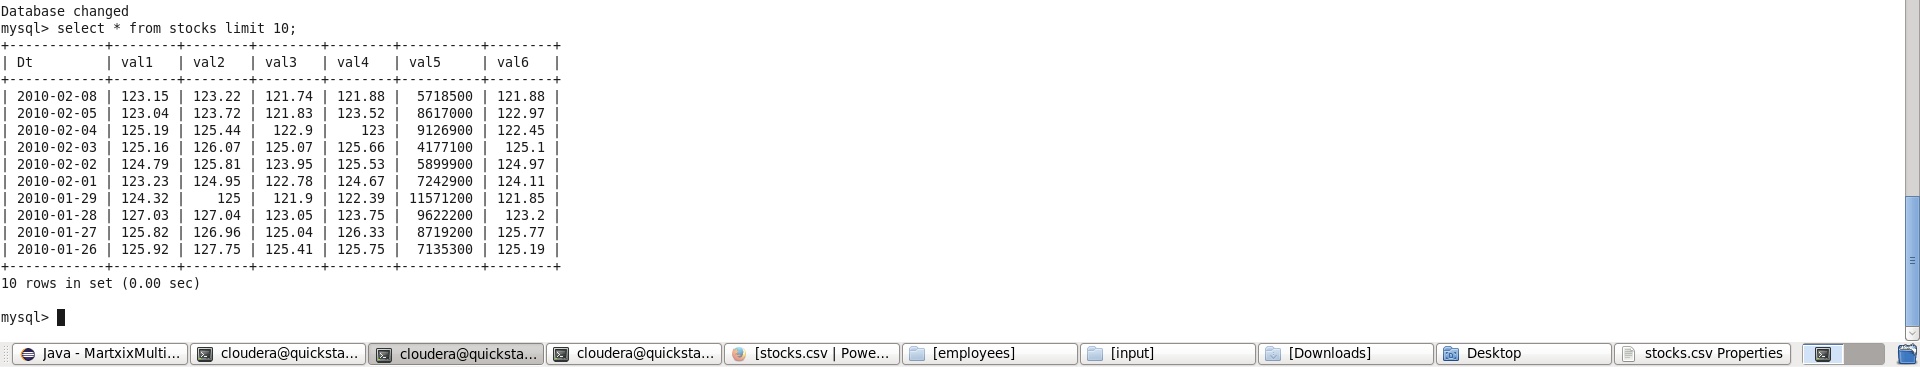 Database changed
mysql> select * from stocks limit 10;
+------------+--------+--------+--------+--------+----------+--------+
| Dt         | val1   | val2   | val3   | val4   | val5     | val6   |
+------------+--------+--------+--------+--------+----------+--------+
| 2010-02-08 | 123.15 | 123.22 | 121.74 | 121.88 |  5718500 | 121.88 |
| 2010-02-05 | 123.04 | 123.72 | 121.83 | 123.52 |  8617000 | 122.97 |
| 2010-02-04 | 125.19 | 125.44 |  122.9 |    123 |  9126900 | 122.45 |
| 2010-02-03 | 125.16 | 126.07 | 125.07 | 125.66 |  4177100 |  125.1 |
| 2010-02-02 | 124.79 | 125.81 | 123.95 | 125.53 |  5899900 | 124.97 |
| 2010-02-01 | 123.23 | 124.95 | 122.78 | 124.67 |  7242900 | 124.11 |
| 2010-01-29 | 124.32 |    125 |  121.9 | 122.39 | 11571200 | 121.85 |
| 2010-01-28 | 127.03 | 127.04 | 123.05 | 123.75 |  9622200 |  123.2 |
| 2010-01-27 | 125.82 | 126.96 | 125.04 | 126.33 |  8719200 | 125.77 |
| 2010-01-26 | 125.92 | 127.75 | 125.41 | 125.75 |  7135300 | 125.19 |
+------------+--------+--------+--------+--------+----------+--------+
10 rows in set (0.00 sec)
mysql>
Java - MartxixMulti... cloudera@quicksta... cloudera@quicksta... cloudera@quicksta... [stocks.csv | Powe... [employees] [input] [Downloads] Desktop stocks.csv Properties